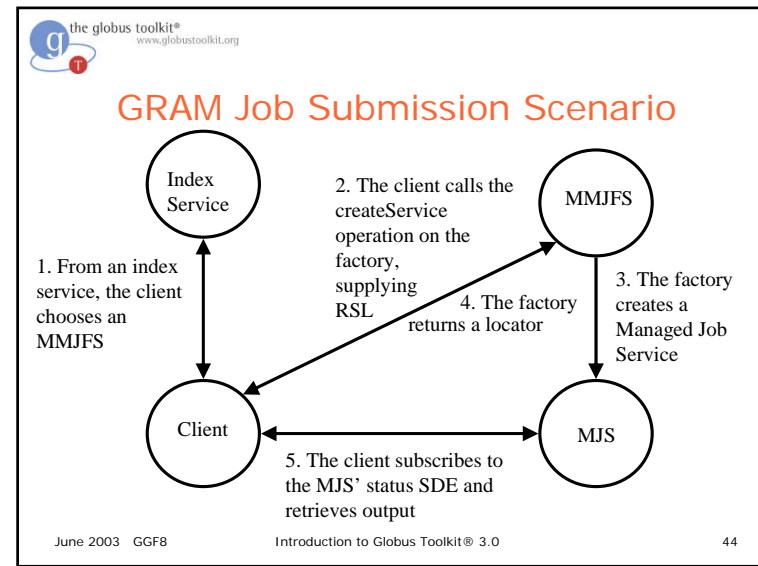 the globus toolkit®
www.globustoolkit.org
g
T
GRAM Job Submission Scenario
Index
Service
2. The client calls the
createService
operation on the
factory,
supplying
RSL
MMJFS
1. From an index
service, the client
chooses an
MMJFS
4. The factory
returns a locator
3. The factory
creates a
Managed Job
Service
Client
MJS
5. The client subscribes to
the MJS’ status SDE and
retrieves output
June 2003 GGF8
Introduction to Globus Toolkit® 3.0
44